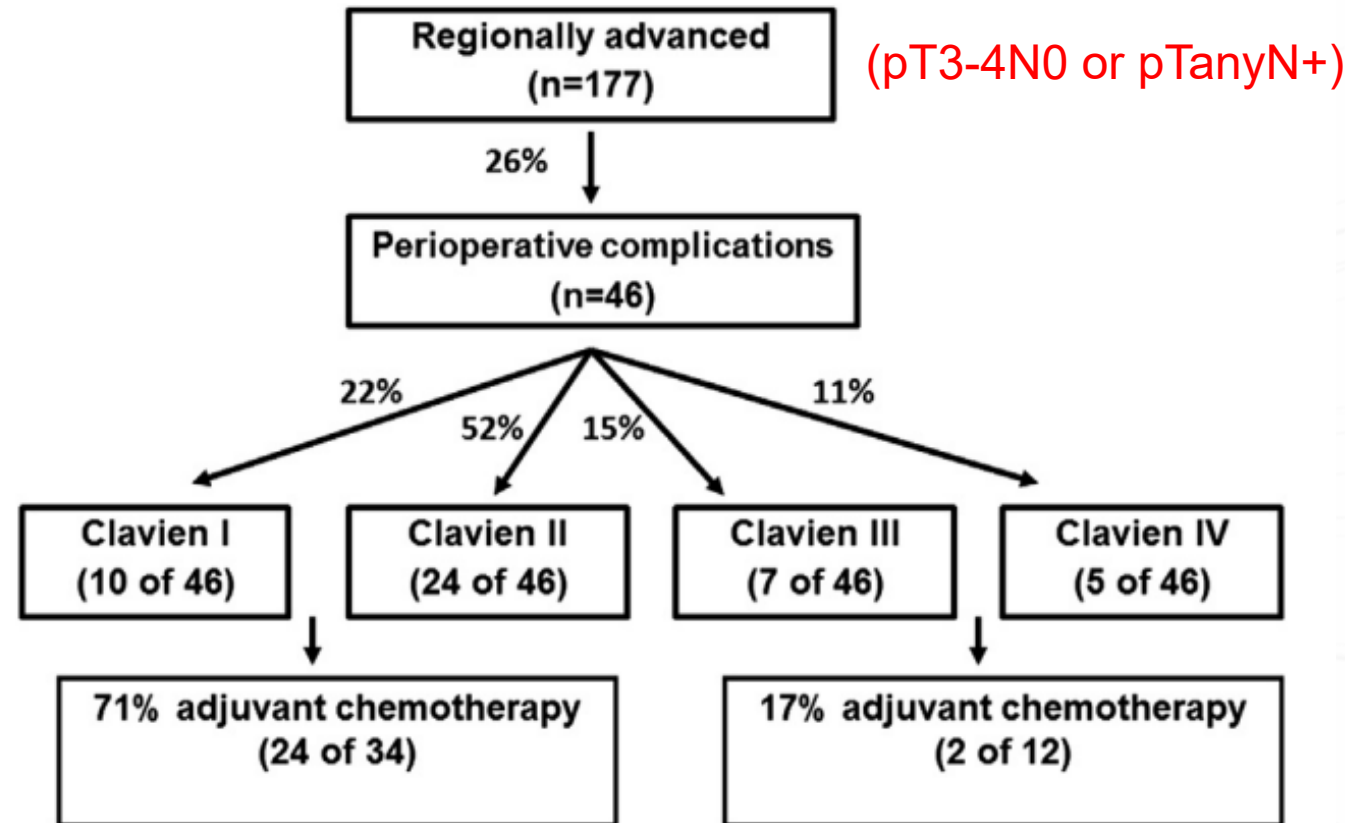 Regionally advanced
(n=177)
(pT3-4N0 or pTanyN+)
26%
Perioperative complications
(n=46)
22%
52%
15%
11%
Clavien I
(10 of 46)
Clavien II
(24 of 46)
Clavien III
(7 of 46)
Clavien IV
(5 of 46)
71% adjuvant chemotherapy
(24 of 34)
17% adjuvant chemotherapy
(2 of 12)